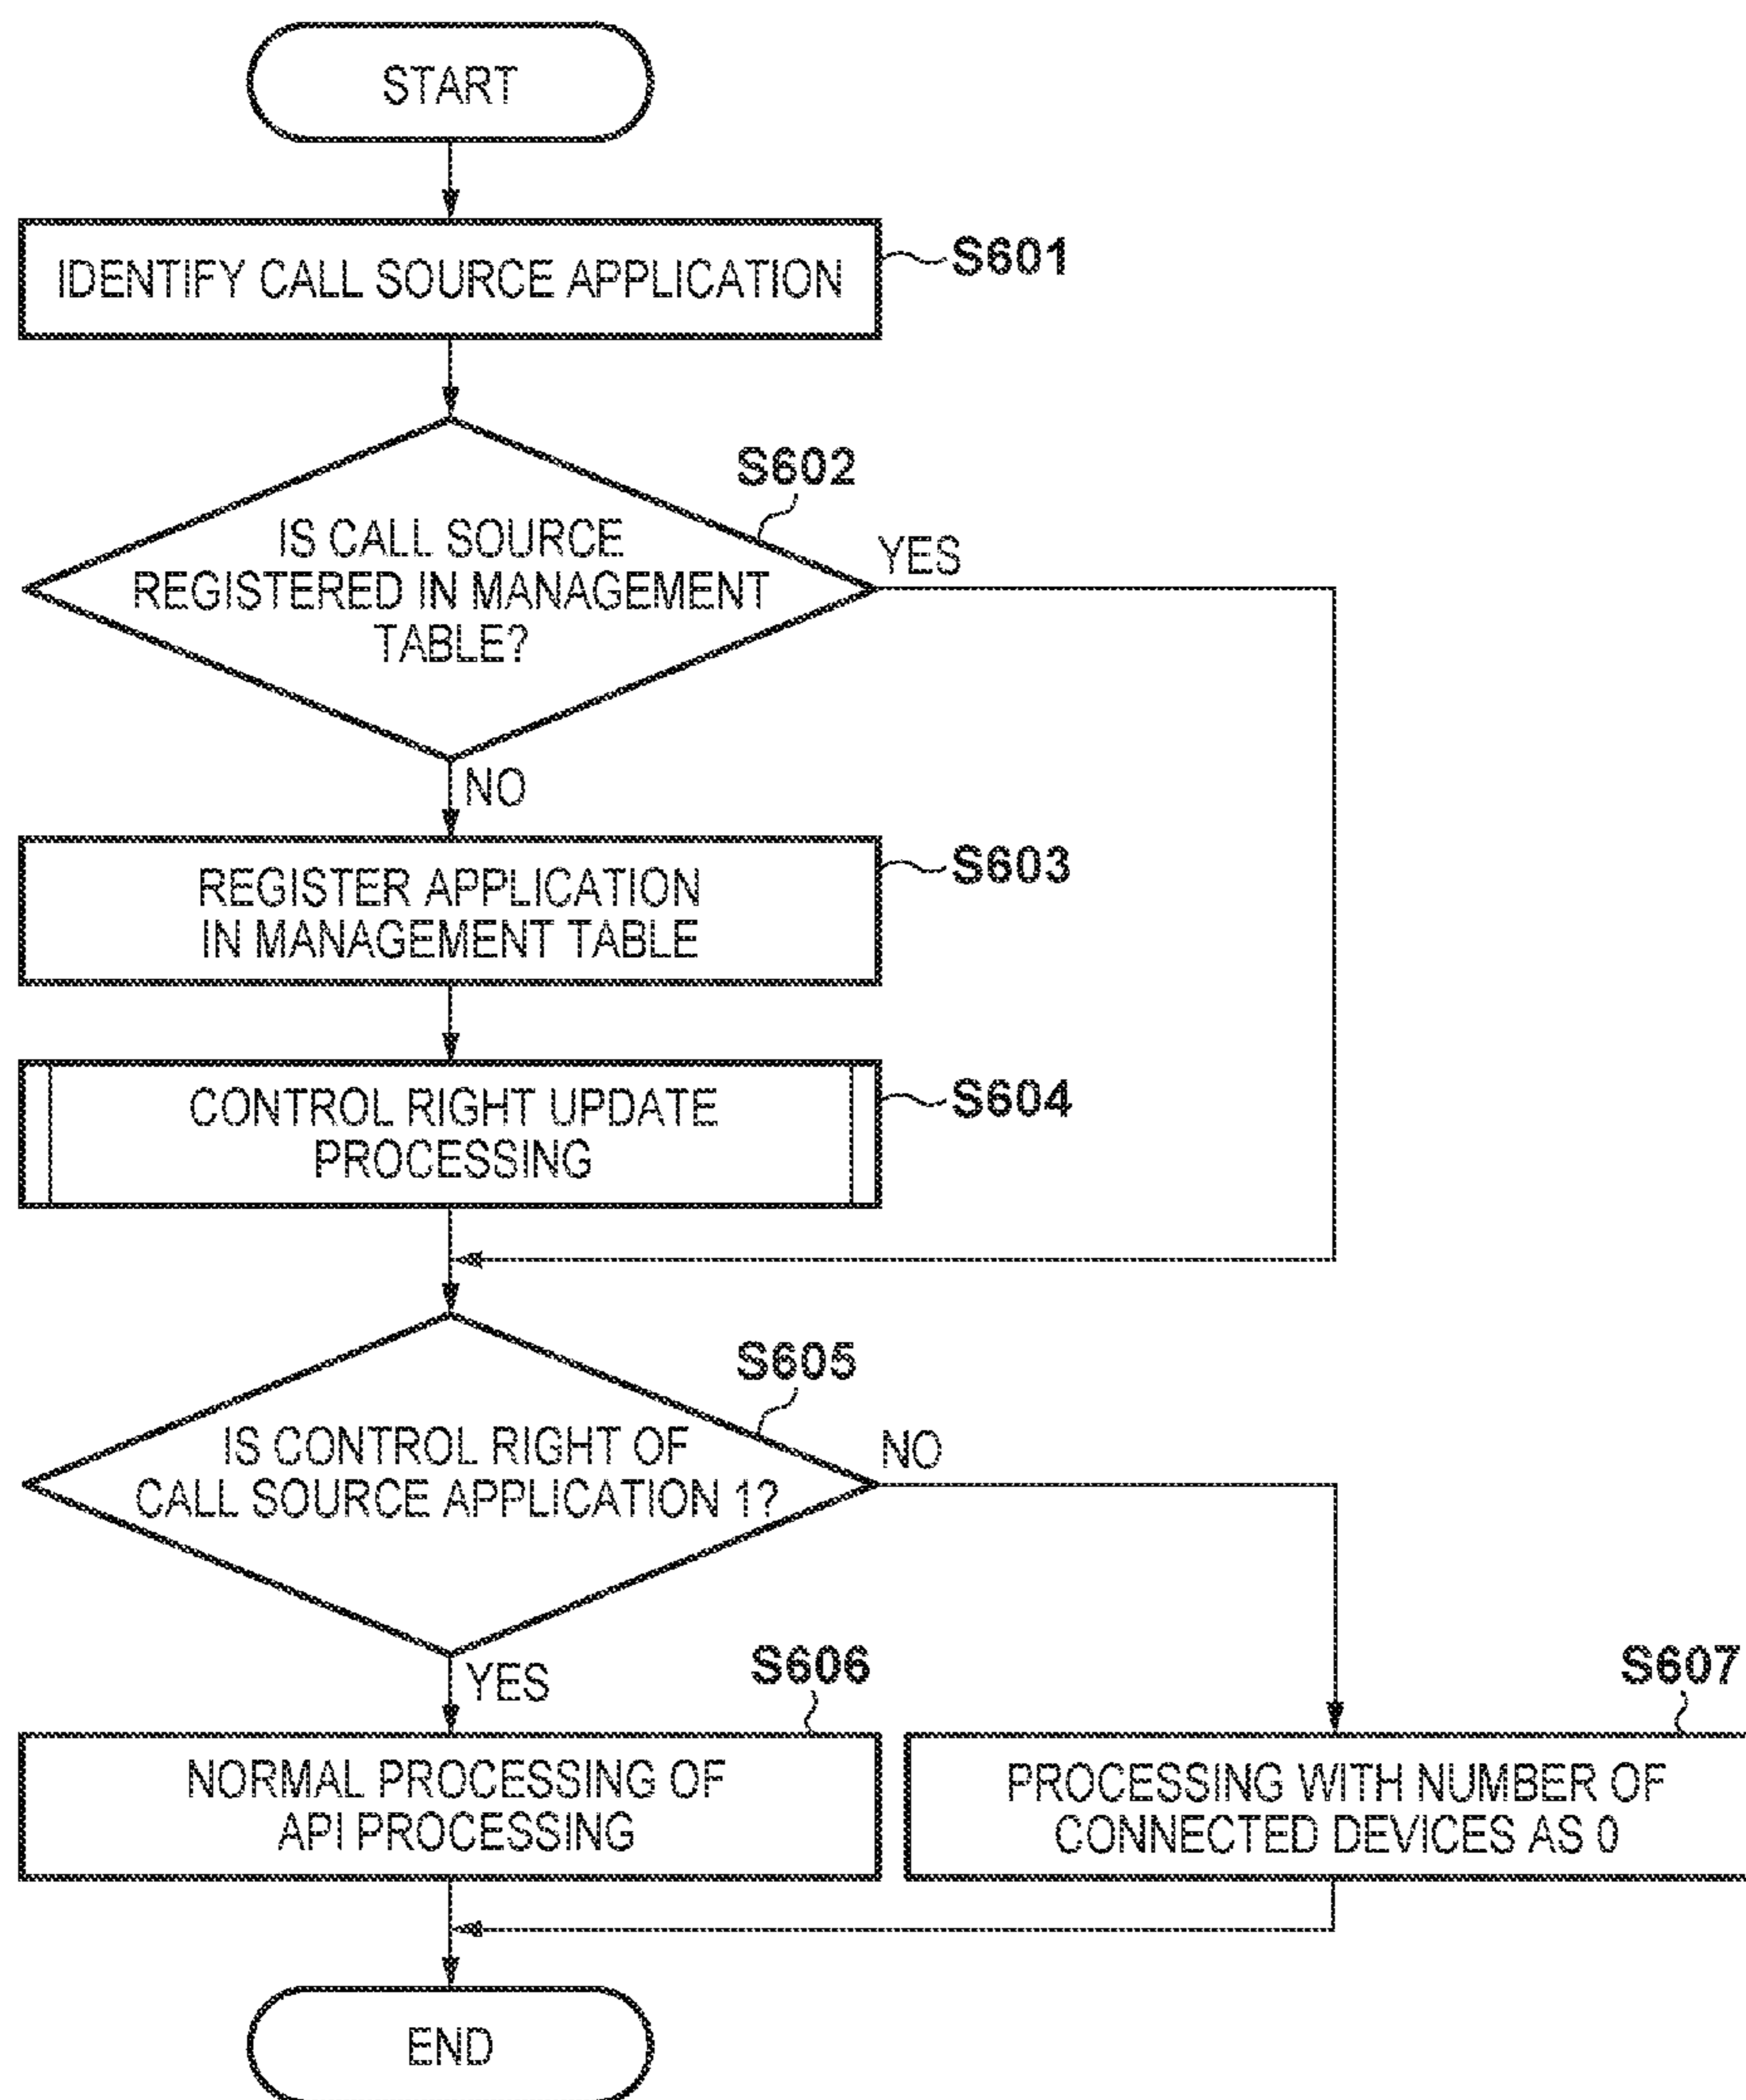 START
IDENTIFY CALL SOURCE APPLICATION
S601
S602
IS CALL SOURCE
REGISTERED IN MANAGEMENT
TABLE?
YES
NO
REGISTER APPLICATION
IN MANAGEMENT TABLE
S603
CONTROL RIGHT UPDATE
PROCESSING
S604
S605
IS CONTROL RIGHT OF
CALL SOURCE APPLICATION 1?
NO
YES
S606
NORMAL PROCESSING OF
API PROCESSING
S607
PROCESSING WITH NUMBER OF
CONNECTED DEVICES AS 0
END